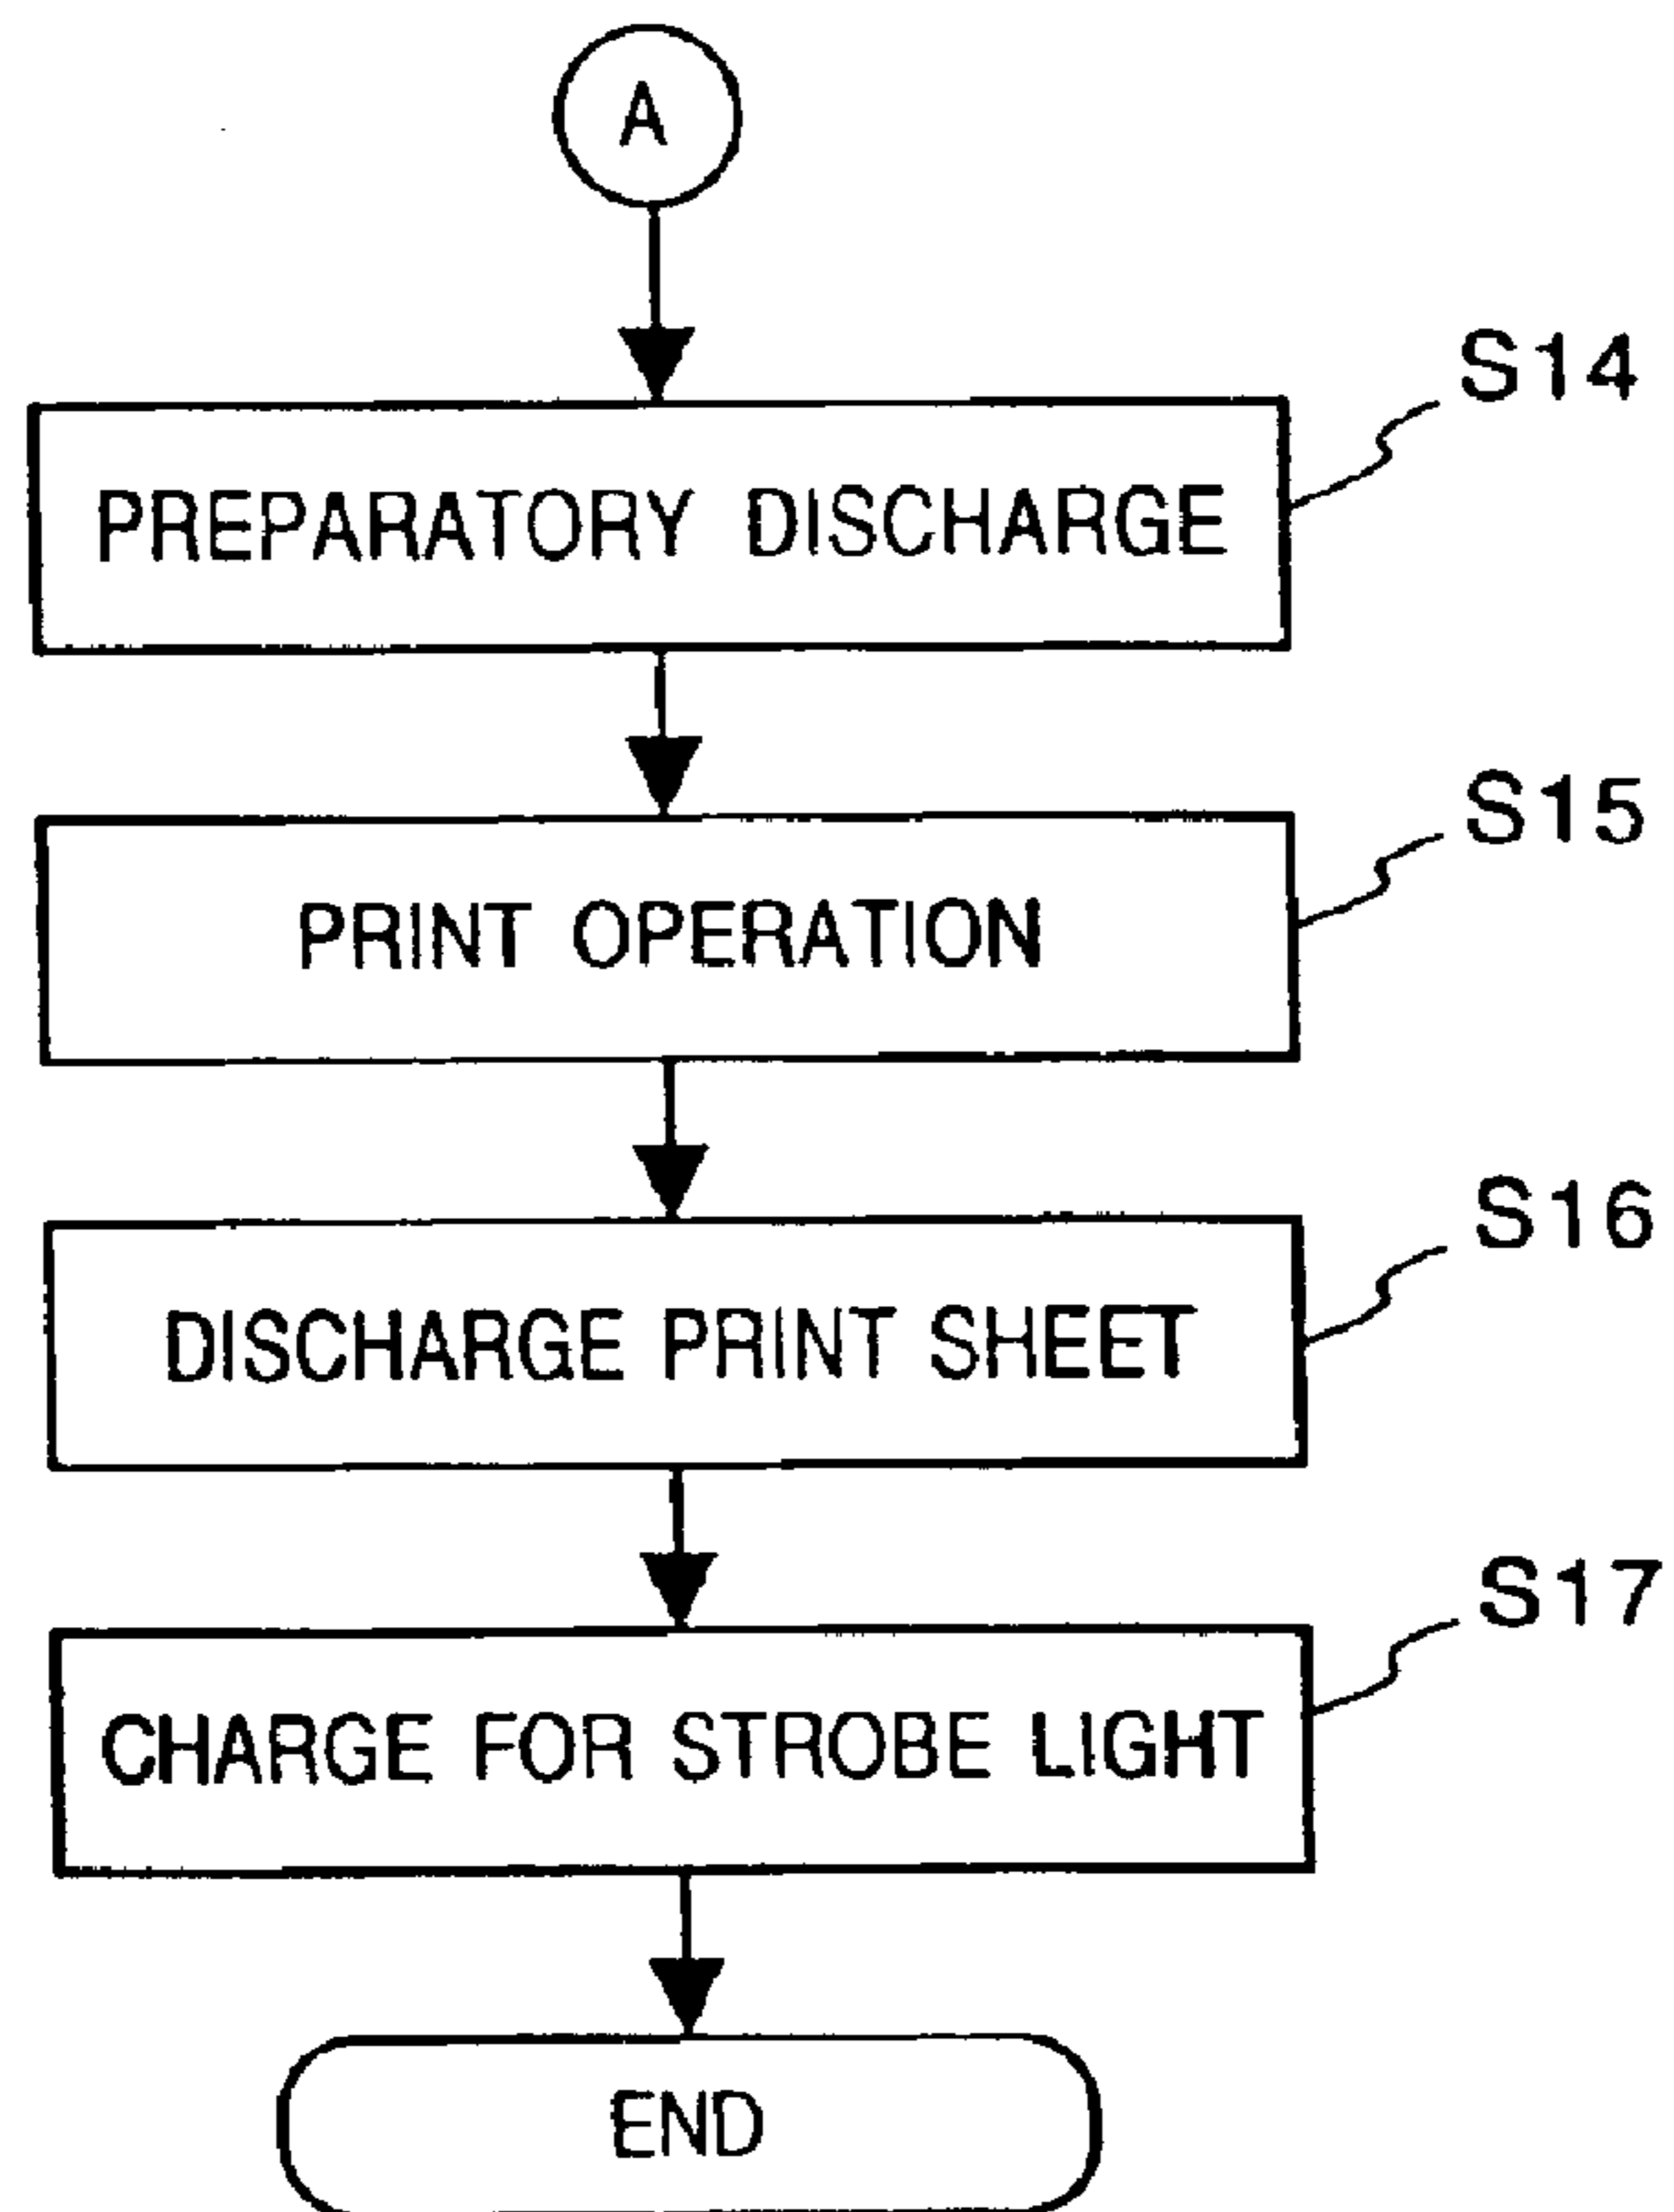 A
S14
PREPARATORY DISCHARGE
S15
PRINT OPERATION
S16
DISCHARGE PRINT SHEET
S17
CHARGE FOR STROBE LIGHT
END